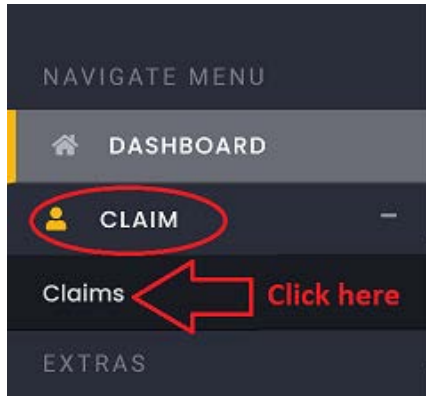 NAVIGATE MENU
DASHBOARD
CLAIM
Claims Click here
EXTRAS